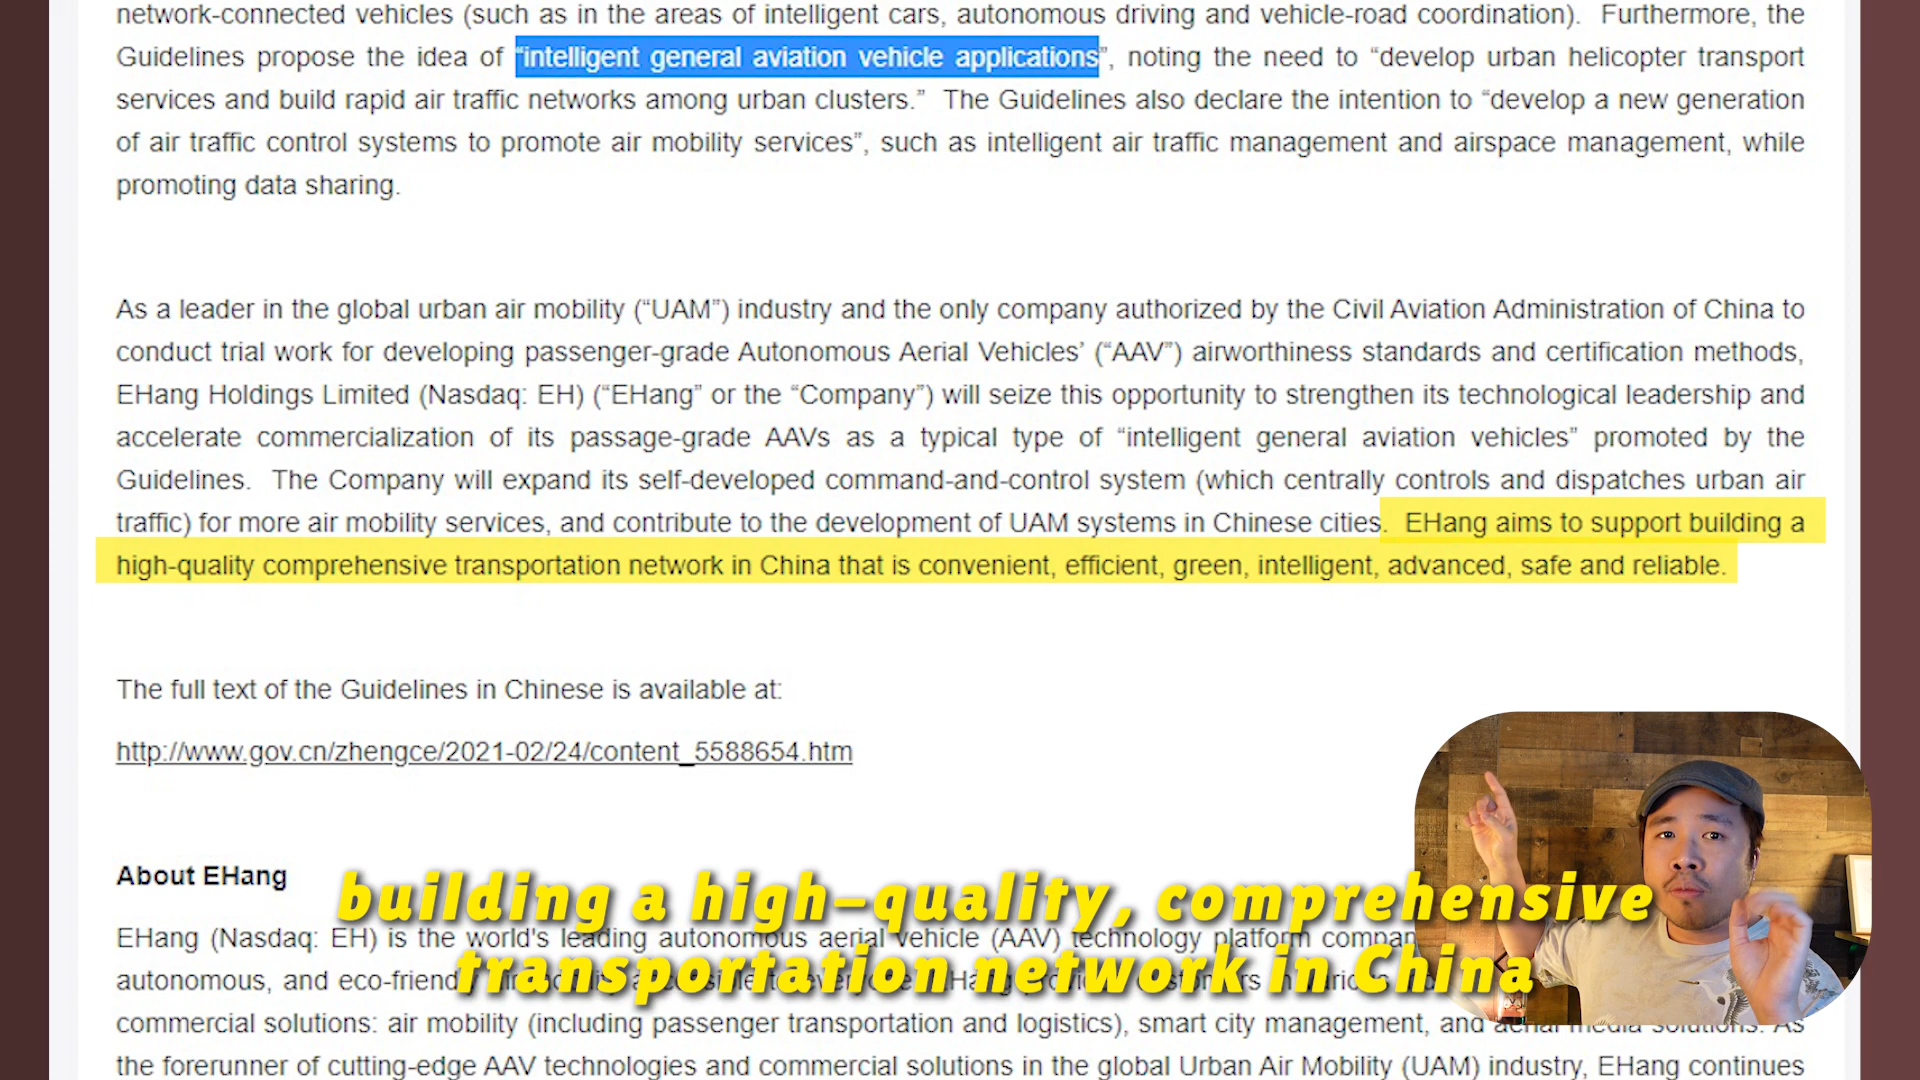 network-connected vehicles (such as in the areas of intelligent cars, autonomous driving and vehicle-road coordination).  Furthermore, the
Guidelines propose the idea of “intelligent general aviation vehicle applications”, noting the need to “develop urban helicopter transport
services and build rapid air traffic networks among urban clusters.”  The Guidelines also declare the intention to “develop a new generation
of air traffic control systems to promote air mobility services”, such as intelligent air traffic management and airspace management, while
promoting data sharing.
As a leader in the global urban air mobility (“UAM”) industry and the only company authorized by the Civil Aviation Administration of China to
conduct trial work for developing passenger-grade Autonomous Aerial Vehicles’ (“AAV”) airworthiness standards and certification methods,
EHang Holdings Limited (Nasdaq: EH) (“EHang” or the “Company”) will seize this opportunity to strengthen its technological leadership and
accelerate commercialization of its passage-grade AAVs as a typical type of “intelligent general aviation vehicles” promoted by the
Guidelines.  The Company will expand its self-developed command-and-control system (which centrally controls and dispatches urban air
traffic) for more air mobility services, and contribute to the development of UAM systems in Chinese cities.  EHang aims to support building a
high-quality comprehensive transportation network in China that is convenient, efficient, green, intelligent, advanced, safe and reliable.
The full text of the Guidelines in Chinese is available at:
http://www.gov.cn/zhengce/2021-02/24/content_5588654.htm
About EHang
building a high-quality, comprehensive
EHang (Nasdaq: EH) is the world's leading autonomous aerial vehicle (AAV) technology platform
transportation network in China
autonomous, and
commercial solutions: air mobility (including passenger transportation and logistics), smart city management, and aerial media solutions. As
the forerunner of cutting-edge AAV technologies and commercial solutions in the global Urban Air Mobility (UAM) industry, EHang continues